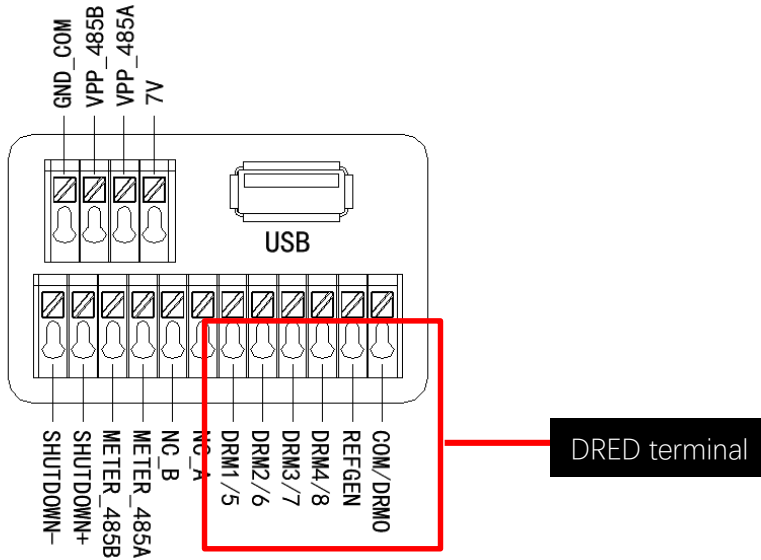 GND_COM
VPP_485B
VPP_485A
7V
USB
SHUTDOWN-
SHUTDOWN+
METER_485B
METER_485A
NC_B
NC_A
DRM1/5
DRM2/6
DRM3/7
DRM4/8
REFGEN
COM/DRMO
DRED terminal